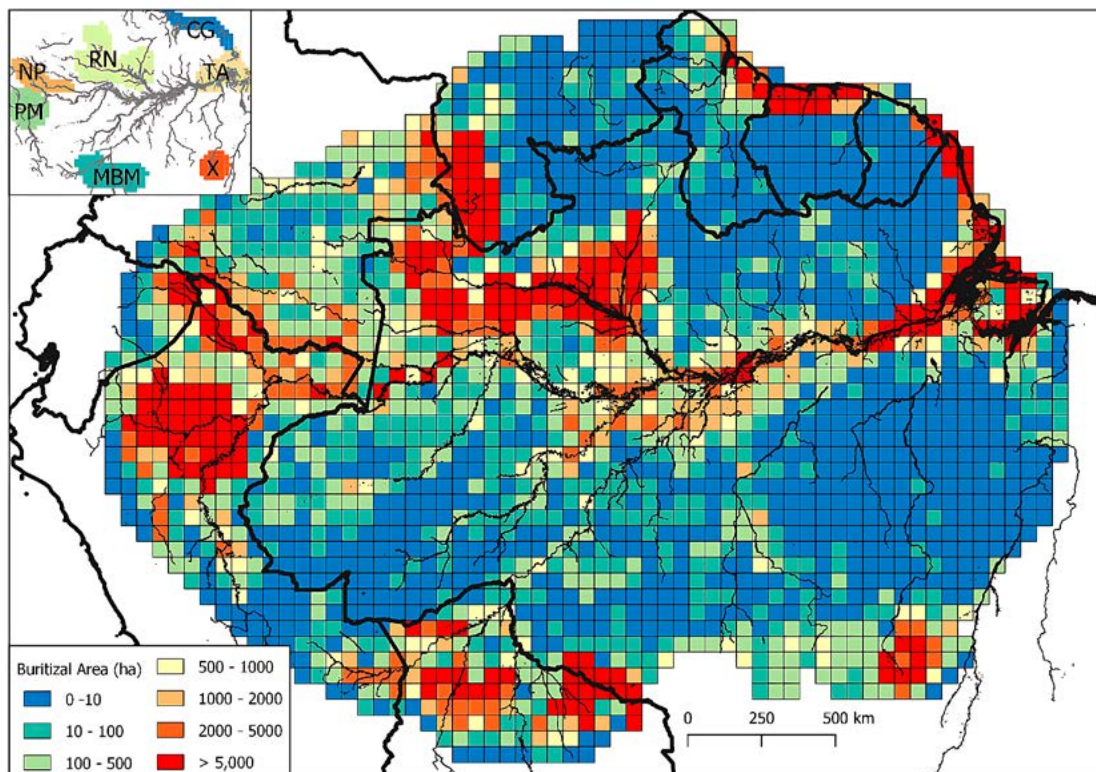 CG
RN
NP
TA
PM
MBM
X
Buritizal Area (ha)
0 -10
10 - 100
100 - 500
500 - 1000
1000 - 2000
2000 - 5000
> 5,000
0 250 500 km